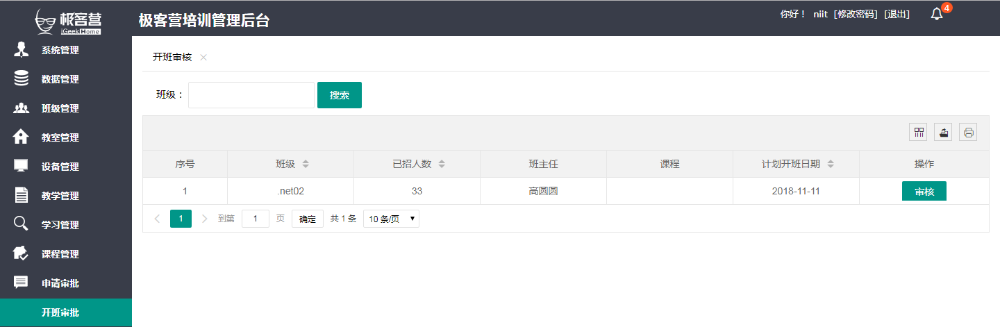 极客营
iGeekHome
极客营培训管理后台
你好！ niit [修改密码] [退出]
4
系统管理
数据管理
班级管理
教室管理
设备管理
教学管理
学习管理
课程管理
申请审批
开班审批
开班审核
班级：
搜索
序号 班级 已招人数 班主任 课程 计划开班日期 操作
1 .net02 33 高圆圆 2018-11-11 审核
1 到第 1 页 确定 共 1 条 10 条/页